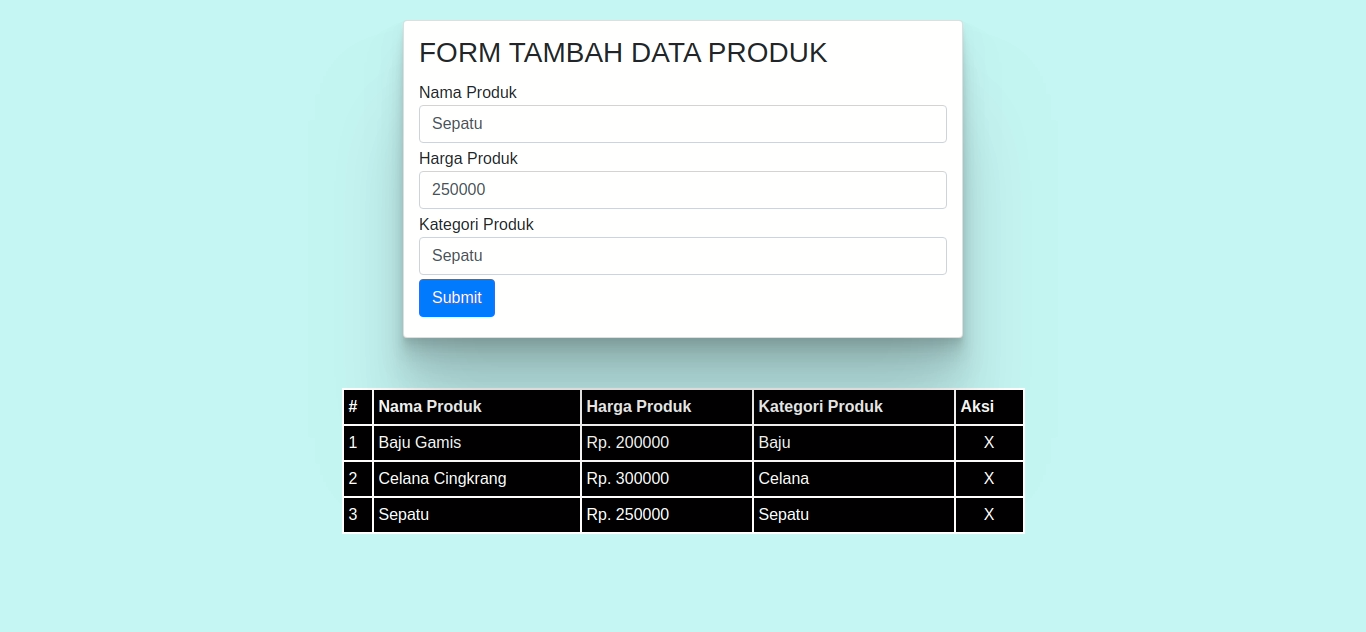 FORM TAMBAH DATA PRODUK
Nama Produk
Sepatu
Harga Produk
250000
Kategori Produk
Sepatu
Submit
# Nama Produk Harga Produk Kategori Produk Aksi
1 Baju Gamis Rp. 200000 Baju X
2 Celana Cingkrang Rp. 300000 Celana X
3 Sepatu Rp. 250000 Sepatu X